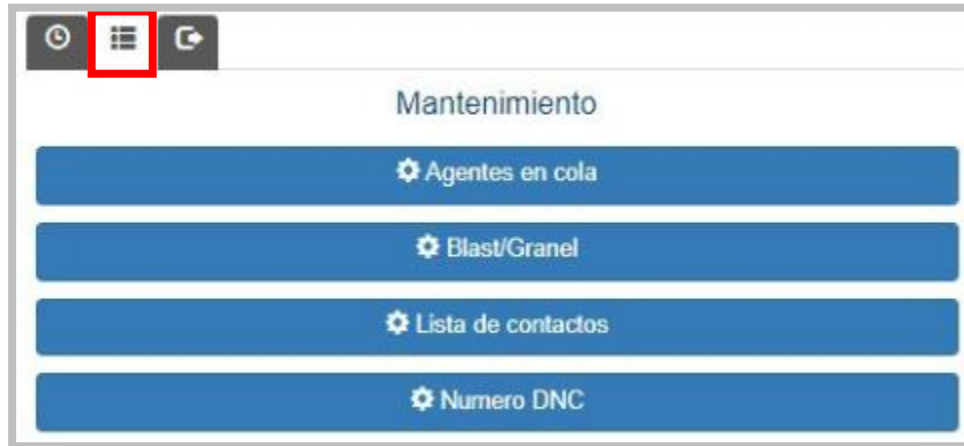 Mantenimiento
Agentes en cola
Blast/Granel
Lista de contactos
Numero DNC